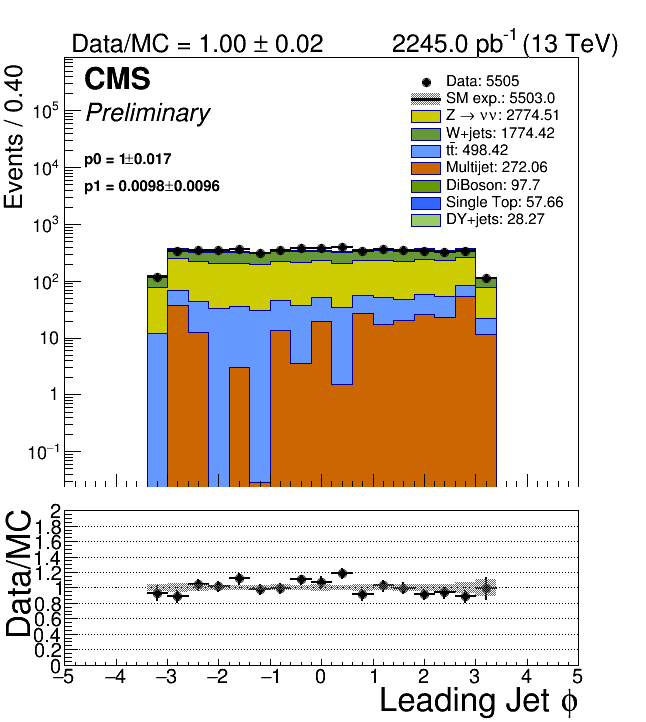 Data/MC = 1.00 ± 0.02 2245.0 pb⁻¹ (13 TeV)
CMS
Preliminary
p0 = 1±0.017
p1 = 0.0098±0.0096
Data: 5505
SM exp.: 5503.0
Z → νν: 2774.51
W+jets: 1774.42
tt̄: 498.42
Multijet: 272.06
DiBoson: 97.7
Single Top: 57.66
DY+jets: 28.27
Events / 0.40
10⁵
10⁴
10³
10²
10
1
10⁻¹
Data/MC
2
1.8
1.6
1.4
1.2
1
0.8
0.6
0.4
0.2
0
−5 −4 −3 −2 −1 0 1 2 3 4 5
Leading Jet ϕ